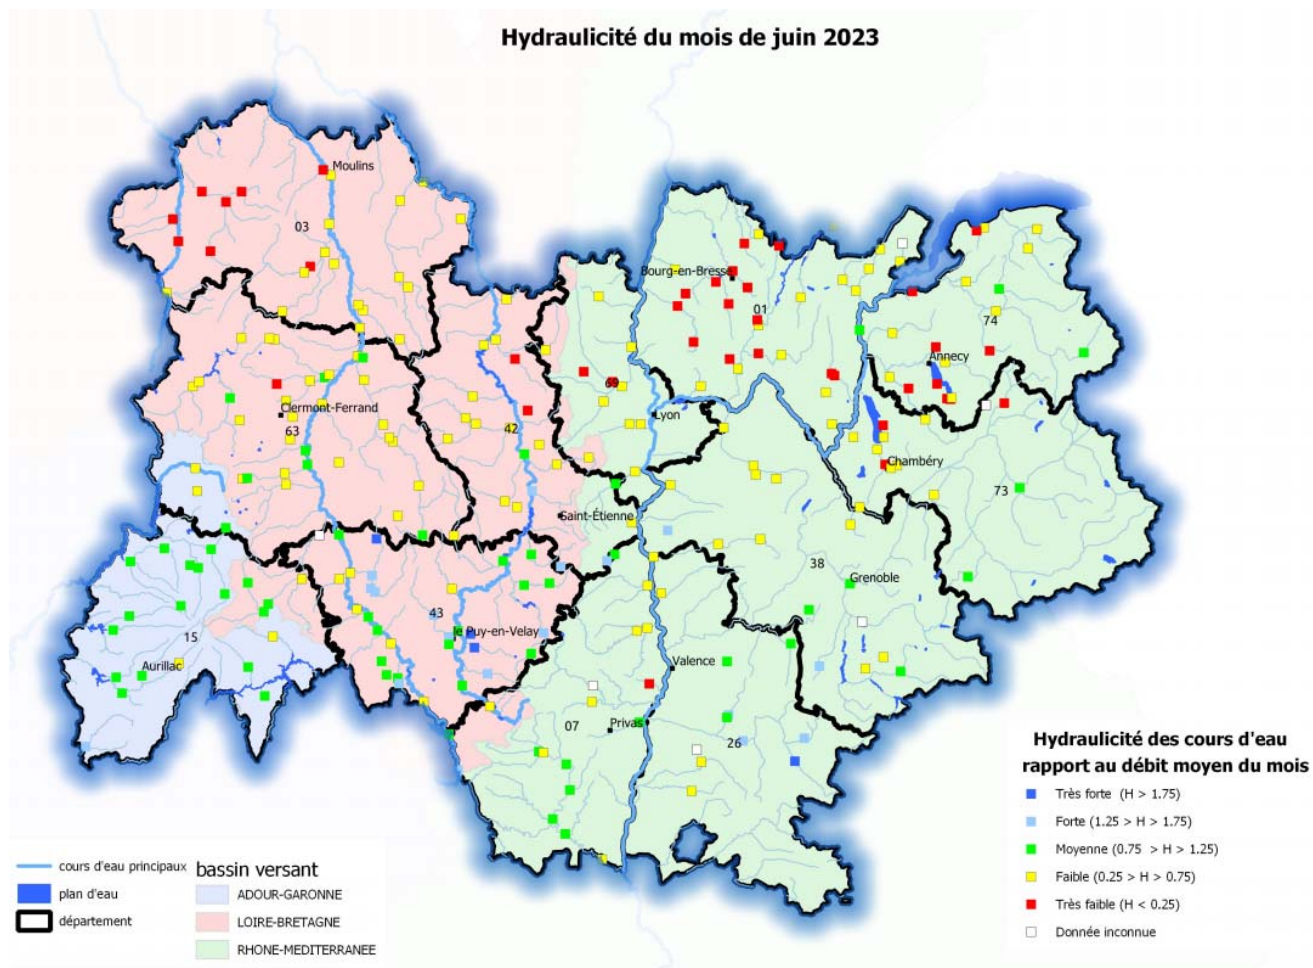 Hydraulicité du mois de juin 2023
Moulins
03
Bourg-en-Bresse
01
74
Annecy
Clermont-Ferrand
63
42
69
Lyon
Chambéry
73
Saint-Étienne
38
Grenoble
43
le Puy-en-Velay
15
Aurillac
Valence
07
Privas
26
Hydraulicité des cours d'eau
rapport au débit moyen du mois
Très forte (H > 1.75)
Forte (1.25 > H > 1.75)
Moyenne (0.75 > H > 1.25)
Faible (0.25 > H > 0.75)
Très faible (H < 0.25)
Donnée inconnue
cours d'eau principaux
plan d'eau
département
bassin versant
ADOUR-GARONNE
LOIRE-BRETAGNE
RHONE-MEDITERRANEE